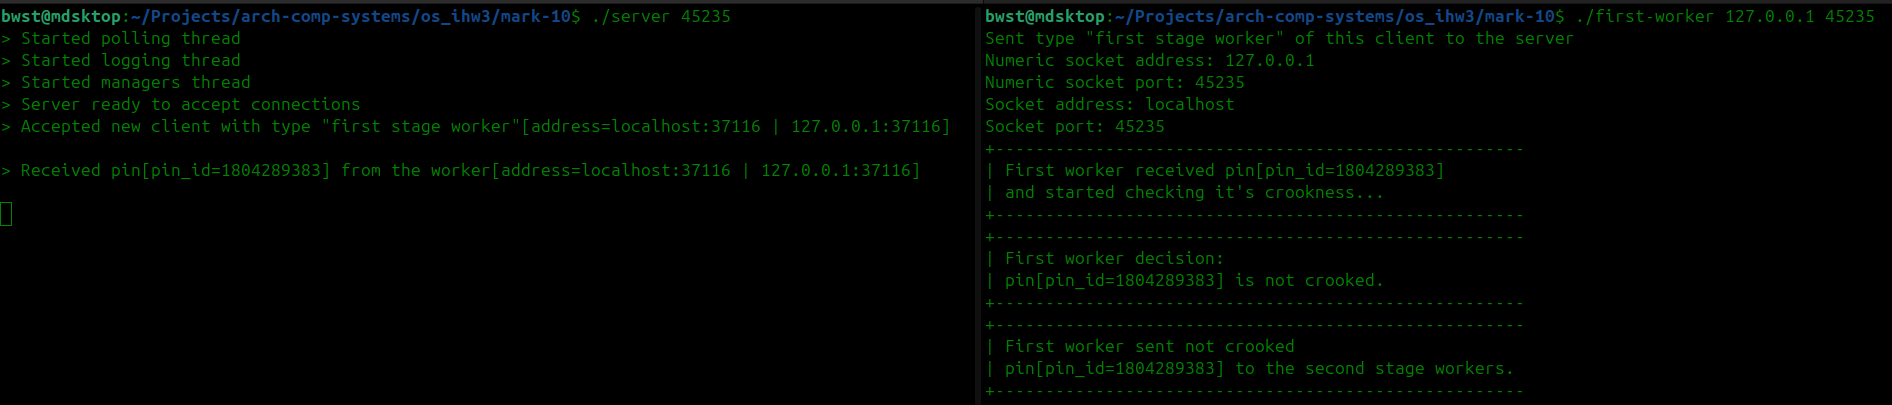 bwst@mdsktop:~/Projects/arch-comp-systems/os_ihw3/mark-10$ ./server 45235
> Started polling thread
> Started logging thread
> Started managers thread
> Server ready to accept connections
> Accepted new client with type "first stage worker"[address=localhost:37116 | 127.0.0.1:37116]
> Received pin[pin_id=1804289383] from the worker[address=localhost:37116 | 127.0.0.1:37116]
bwst@mdsktop:~/Projects/arch-comp-systems/os_ihw3/mark-10$ ./first-worker 127.0.0.1 45235
Sent type "first stage worker" of this client to the server
Numeric socket address: 127.0.0.1
Numeric socket port: 45235
Socket address: localhost
Socket port: 45235
+-----------------------------------------------------
| First worker received pin[pin_id=1804289383]
| and started checking it's crookness...
+-----------------------------------------------------
+-----------------------------------------------------
| First worker decision:
| pin[pin_id=1804289383] is not crooked.
+-----------------------------------------------------
+-----------------------------------------------------
| First worker sent not crooked
| pin[pin_id=1804289383] to the second stage workers.
+-----------------------------------------------------